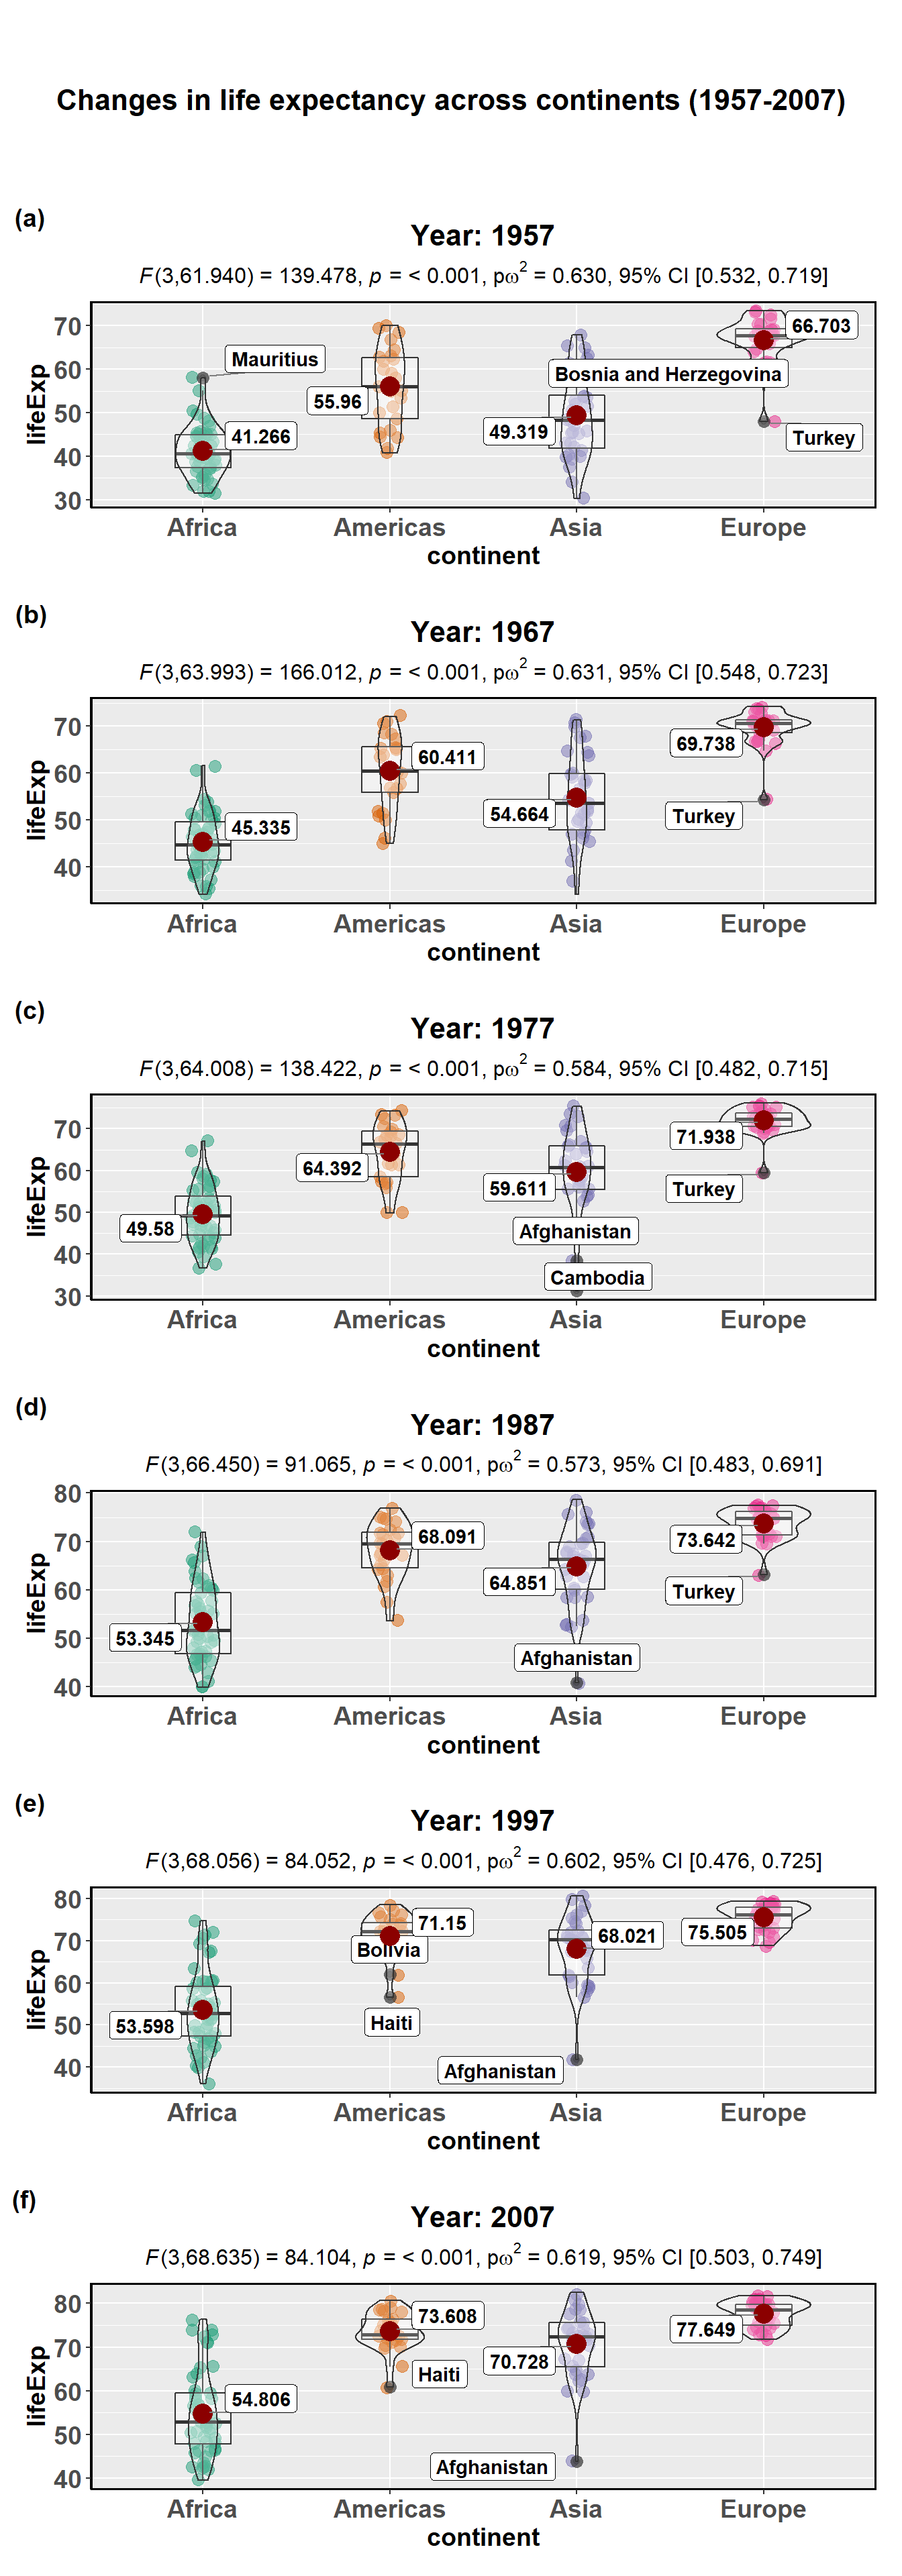 Changes in life expectancy across continents (1957-2007)
(a)
Year: 1957
F(3,61.940) = 139.478, p = < 0.001, pω² = 0.630, 95% CI [0.532, 0.719]
lifeExp
70
60
50
40
30
Mauritius
41.266
55.96
49.319
Bosnia and Herzegovina
66.703
Turkey
Africa Americas Asia Europe
continent
(b)
Year: 1967
F(3,63.993) = 166.012, p = < 0.001, pω² = 0.631, 95% CI [0.548, 0.723]
lifeExp
70
60
50
40
45.335
60.411
54.664
69.738
Turkey
Africa Americas Asia Europe
continent
(c)
Year: 1977
F(3,64.008) = 138.422, p = < 0.001, pω² = 0.584, 95% CI [0.482, 0.715]
lifeExp
70
60
50
40
30
49.58
64.392
59.611
Afghanistan
Cambodia
71.938
Turkey
Africa Americas Asia Europe
continent
(d)
Year: 1987
F(3,66.450) = 91.065, p = < 0.001, pω² = 0.573, 95% CI [0.483, 0.691]
lifeExp
80
70
60
50
40
53.345
68.091
64.851
Afghanistan
73.642
Turkey
Africa Americas Asia Europe
continent
(e)
Year: 1997
F(3,68.056) = 84.052, p = < 0.001, pω² = 0.602, 95% CI [0.476, 0.725]
lifeExp
80
70
60
50
40
53.598
71.15
Bolivia
Haiti
68.021
Afghanistan
75.505
Africa Americas Asia Europe
continent
(f)
Year: 2007
F(3,68.635) = 84.104, p = < 0.001, pω² = 0.619, 95% CI [0.503, 0.749]
lifeExp
80
70
60
50
40
54.806
73.608
Haiti
70.728
Afghanistan
77.649
Africa Americas Asia Europe
continent